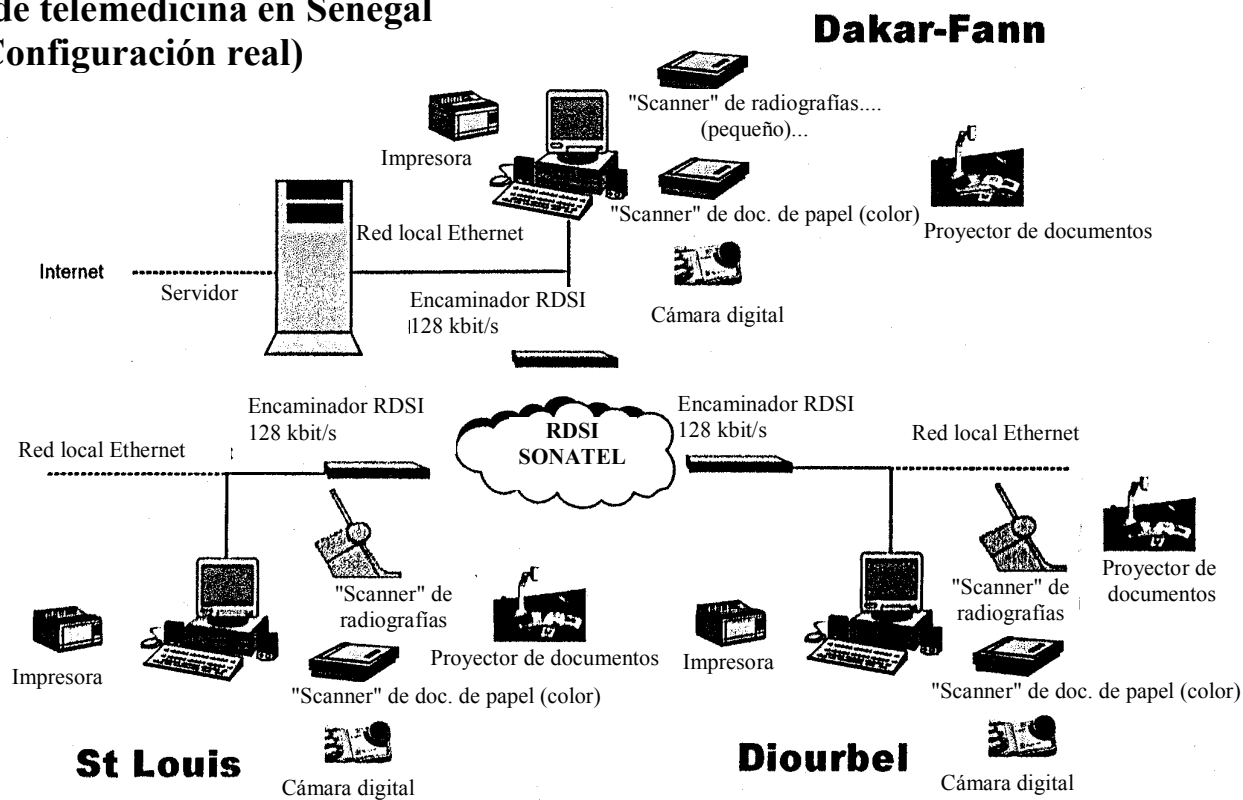 de telemedicina en Senegal
Configuración real)
Dakar-Fann
"Scanner" de radiografías....
(pequeño)...
Impresora
"Scanner" de doc. de papel (color)
Proyector de documentos
Red local Ethernet
Internet
Servidor
Encaminador RDSI
128 kbit/s
Cámara digital
Encaminador RDSI
128 kbit/s
RDSI
SONATEL
Encaminador RDSI
128 kbit/s
Red local Ethernet
Red local Ethernet
"Scanner" de
radiografías
Proyector de documentos
Impresora
"Scanner" de doc. de papel (color)
Cámara digital
St Louis
"Scanner" de
radiografías
Proyector de
documentos
Impresora
"Scanner" de doc. de papel (color)
Cámara digital
Diourbel